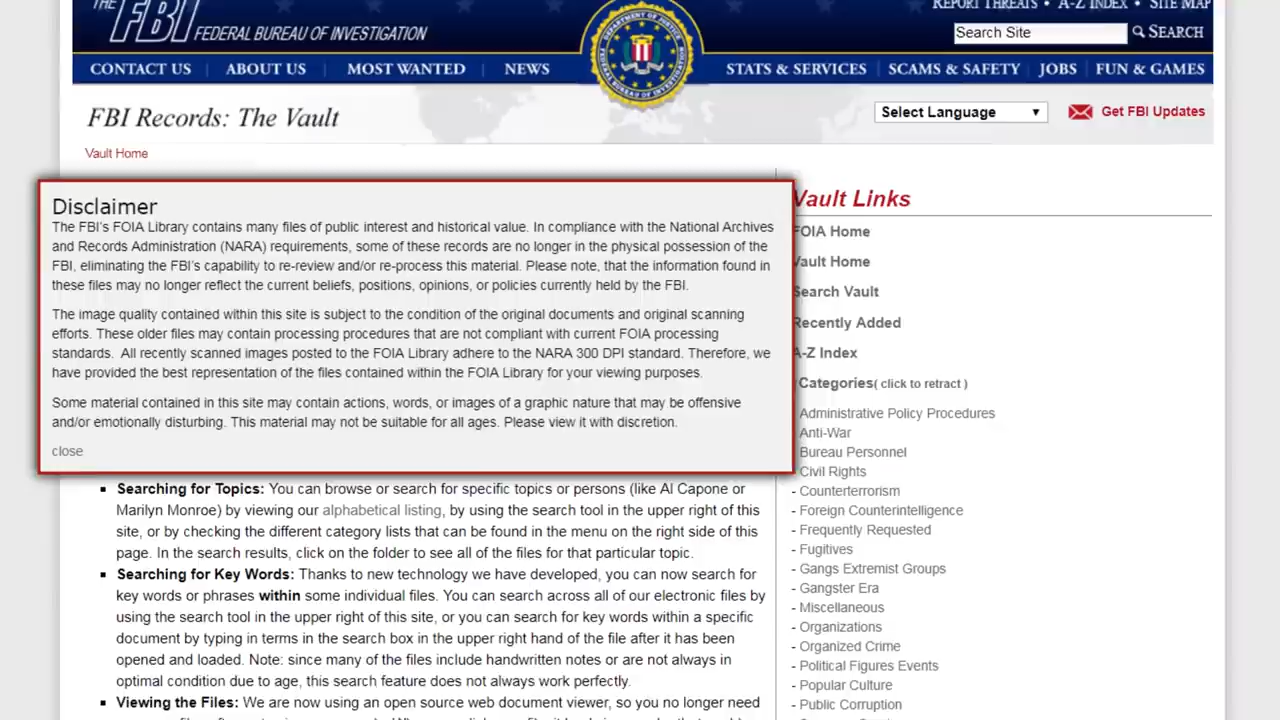 THE FBI FEDERAL BUREAU OF INVESTIGATION
REPORT THREATS • A-Z INDEX • SITE MAP
Search Site SEARCH
CONTACT US | ABOUT US | MOST WANTED | NEWS STATS & SERVICES | SCAMS & SAFETY | JOBS | FUN & GAMES
FBI Records: The Vault
Select Language ▼ Get FBI Updates
Vault Home
Disclaimer
The FBI's FOIA Library contains many files of public interest and historical value. In compliance with the National Archives
and Records Administration (NARA) requirements, some of these records are no longer in the physical possession of the
FBI, eliminating the FBI's capability to re-review and/or re-process this material. Please note, that the information found in
these files may no longer reflect the current beliefs, positions, opinions, or policies currently held by the FBI.
The image quality contained within this site is subject to the condition of the original documents and original scanning
efforts. These older files may contain processing procedures that are not compliant with current FOIA processing
standards. All recently scanned images posted to the FOIA Library adhere to the NARA 300 DPI standard. Therefore, we
have provided the best representation of the files contained within the FOIA Library for your viewing purposes.
Some material contained in this site may contain actions, words, or images of a graphic nature that may be offensive
and/or emotionally disturbing. This material may not be suitable for all ages. Please view it with discretion.
close
▪ Searching for Topics: You can browse or search for specific topics or persons (like Al Capone or
Marilyn Monroe) by viewing our alphabetical listing, by using the search tool in the upper right of this
site, or by checking the different category lists that can be found in the menu on the right side of this
page. In the search results, click on the folder to see all of the files for that particular topic.
▪ Searching for Key Words: Thanks to new technology we have developed, you can now search for
key words or phrases within some individual files. You can search across all of our electronic files by
using the search tool in the upper right of this site, or you can search for key words within a specific
document by typing in terms in the search box in the upper right hand of the file after it has been
opened and loaded. Note: since many of the files include handwritten notes or are not always in
optimal condition due to age, this search feature does not always work perfectly.
▪ Viewing the Files: We are now using an open source web document viewer, so you no longer need
Vault Links
FOIA Home
Vault Home
Search Vault
Recently Added
A-Z Index
Categories( click to retract )
Administrative Policy Procedures
Anti-War
Bureau Personnel
Civil Rights
- Counterterrorism
- Foreign Counterintelligence
- Frequently Requested
- Fugitives
- Gangs Extremist Groups
- Gangster Era
- Miscellaneous
- Organizations
- Organized Crime
- Political Figures Events
- Popular Culture
- Public Corruption